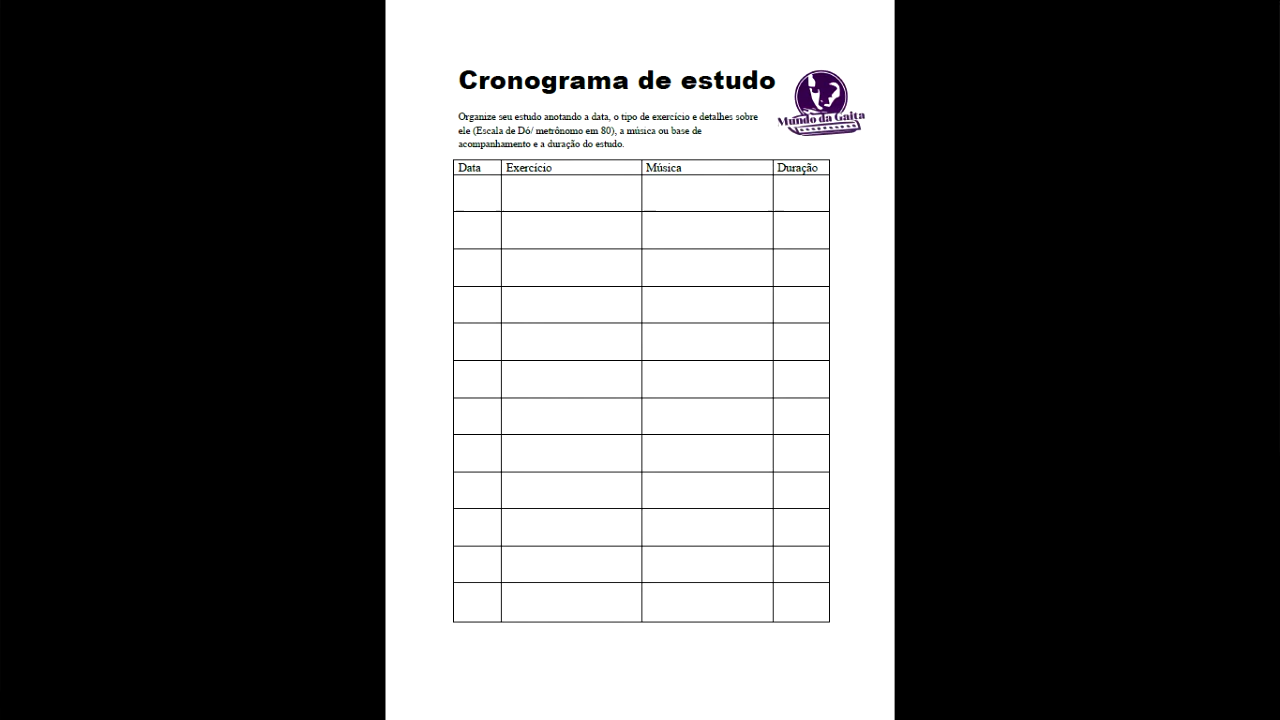 Cronograma de estudo
Mundo da Gaita
Organize seu estudo anotando a data, o tipo de exercício e detalhes sobre
ele (Escala de Dó/ metrônomo em 80), a música ou base de
acompanhamento e a duração do estudo.
Data Exercício Música Duração